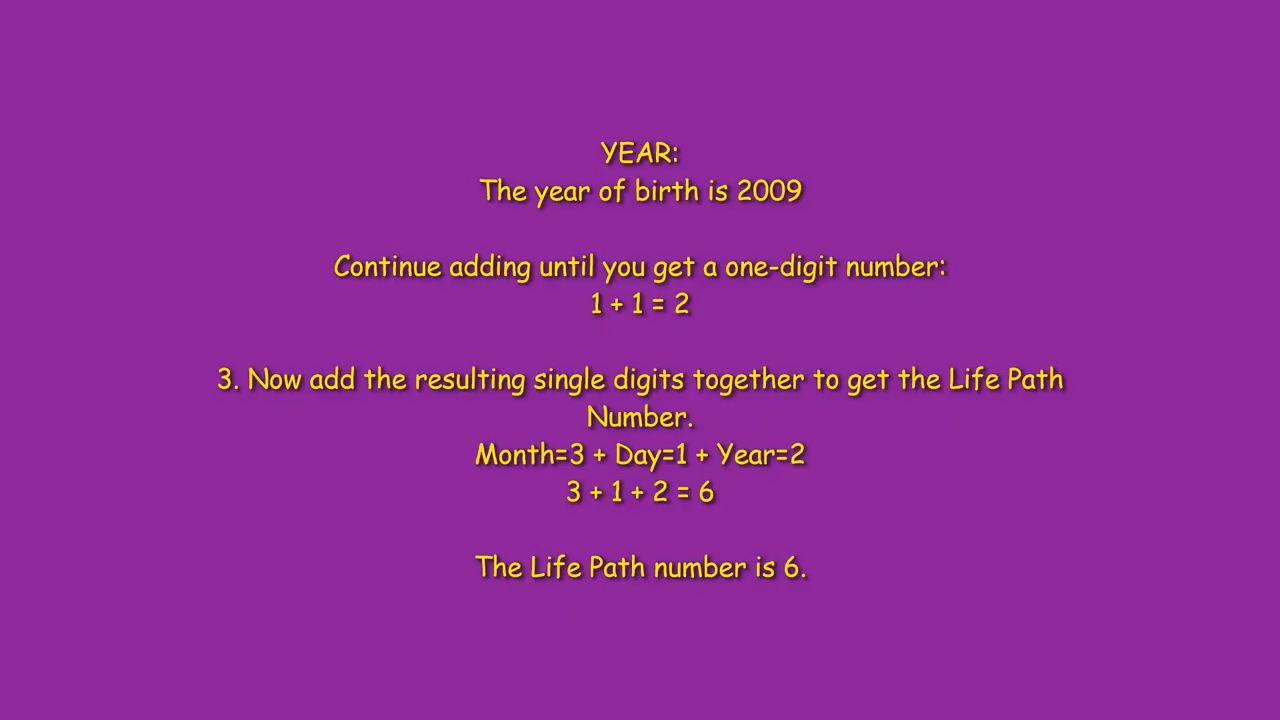 YEAR:
The year of birth is 2009
Continue adding until you get a one-digit number:
1 + 1 = 2
3. Now add the resulting single digits together to get the Life Path
Number.
Month=3 + Day=1 + Year=2
3 + 1 + 2 = 6
The Life Path number is 6.